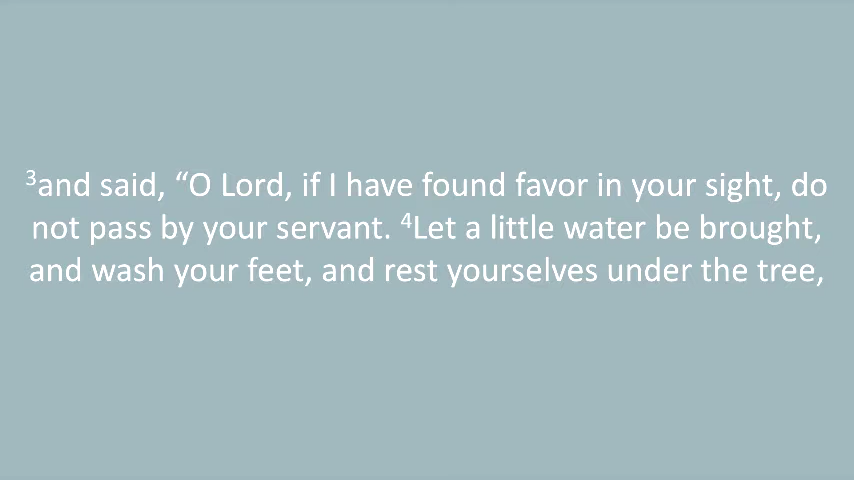 ³and said, “O Lord, if I have found favor in your sight, do
not pass by your servant. ⁴Let a little water be brought,
and wash your feet, and rest yourselves under the tree,